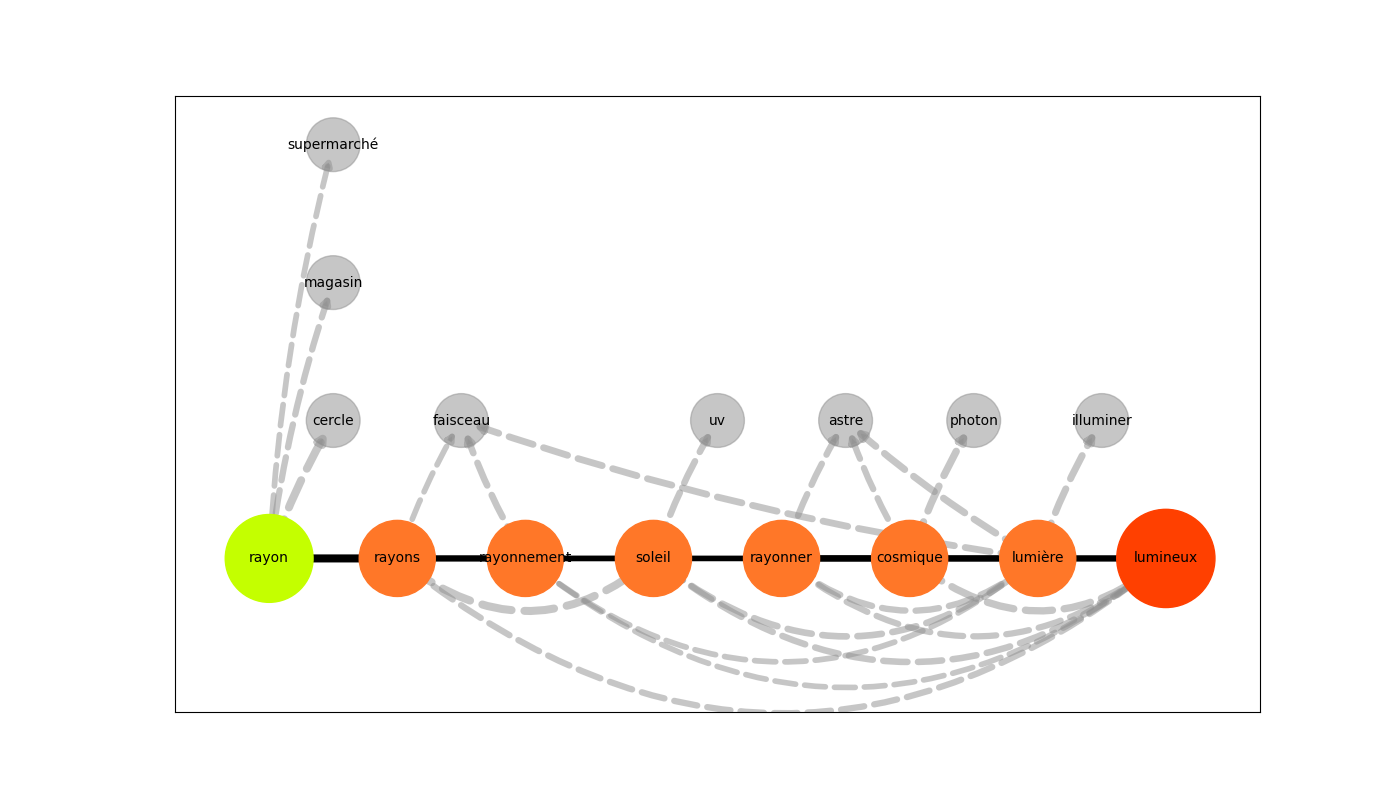 supermarché
magasin
cercle faisceau uv astre photon illuminer
rayon rayons rayonnement soleil rayonner cosmique lumière lumineux